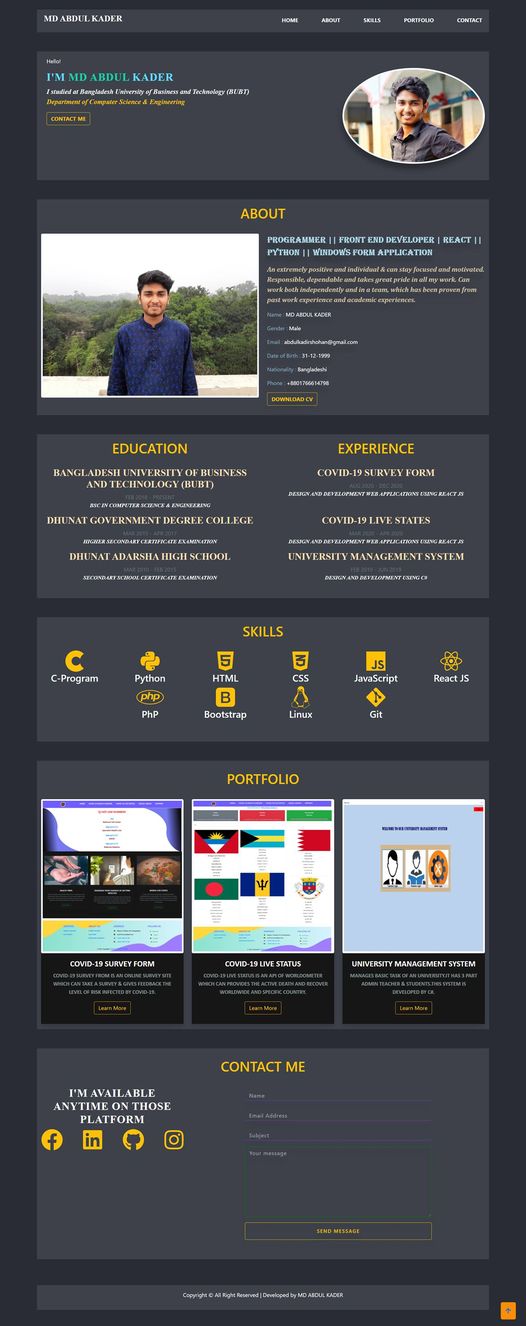 MD ABDUL KADER
HOME ABOUT SKILLS PORTFOLIO CONTACT
Hello!
I'M MD ABDUL KADER
I studied at Bangladesh University of Business and Technology (BUBT)
Department of Computer Science & Engineering
CONTACT ME
ABOUT
PROGRAMMER || FRONT END DEVELOPER | REACT ||
PYTHON || WINDOWS FORM APPLICATION
An extremely positive and individual & can stay focused and motivated.
Responsible, dependable and takes great pride in all my work. Can
work both independently and in a team, which has been proven from
past work experience and academic experiences.
Name : MD ABDUL KADER
Gender : Male
Email : abdulkadirshohan@gmail.com
Date of Birth : 31-12-1999
Nationality : Bangladeshi
Phone : +8801766614798
DOWNLOAD CV
EDUCATION
BANGLADESH UNIVERSITY OF BUSINESS
AND TECHNOLOGY (BUBT)
FEB 2018 - PRESENT
BSC IN COMPUTER SCIENCE & ENGINEERING
DHUNAT GOVERNMENT DEGREE COLLEGE
MAR 2015 - APR 2017
HIGHER SECONDARY CERTIFICATE EXAMINATION
DHUNAT ADARSHA HIGH SCHOOL
MAR 2010 - FEB 2015
SECONDARY SCHOOL CERTIFICATE EXAMINATION
EXPERIENCE
COVID-19 SURVEY FORM
AUG 2020 - DEC 2020
DESIGN AND DEVELOPMENT WEB APPLICATIONS USING REACT JS
COVID-19 LIVE STATES
MAR 2020 - APR 2020
DESIGN AND DEVELOPMENT WEB APPLICATIONS USING REACT JS
UNIVERSITY MANAGEMENT SYSTEM
FEB 2019 - JUN 2019
DESIGN AND DEVELOPMENT USING C#
SKILLS
C-Program Python HTML CSS JavaScript React JS
PhP Bootstrap Linux Git
PORTFOLIO
WELCOME TO OUR UNIVERSITY MANAGEMENT SYSTEM
COVID-19 SURVEY FORM
COVID-19 SURVEY FROM IS AN ONLINE SURVEY SITE
WHICH CAN TAKE A SURVEY & GIVES FEEDBACK THE
LEVEL OF RISK INFECTED BY COVID-19.
Learn More
COVID-19 LIVE STATUS
COVID-19 LIVE STATUS IS AN API OF WORLDOMETER
WHICH CAN PROVIDES THE ACTIVE DEATH AND RECOVER
WORLDWIDE AND SPECIFIC COUNTRY.
Learn More
UNIVERSITY MANAGEMENT SYSTEM
MANAGES BASIC TASK OF AN UNIVERSITY.IT HAS 3 PART
ADMIN TEACHER & STUDENTS.THIS SYSTEM IS
DEVELOPED BY C#.
Learn More
CONTACT ME
I'M AVAILABLE
ANYTIME ON THOSE
PLATFORM
Name
Email Address
Subject
Your message
SEND MESSAGE
Copyright © All Right Reserved | Developed by MD ABDUL KADER